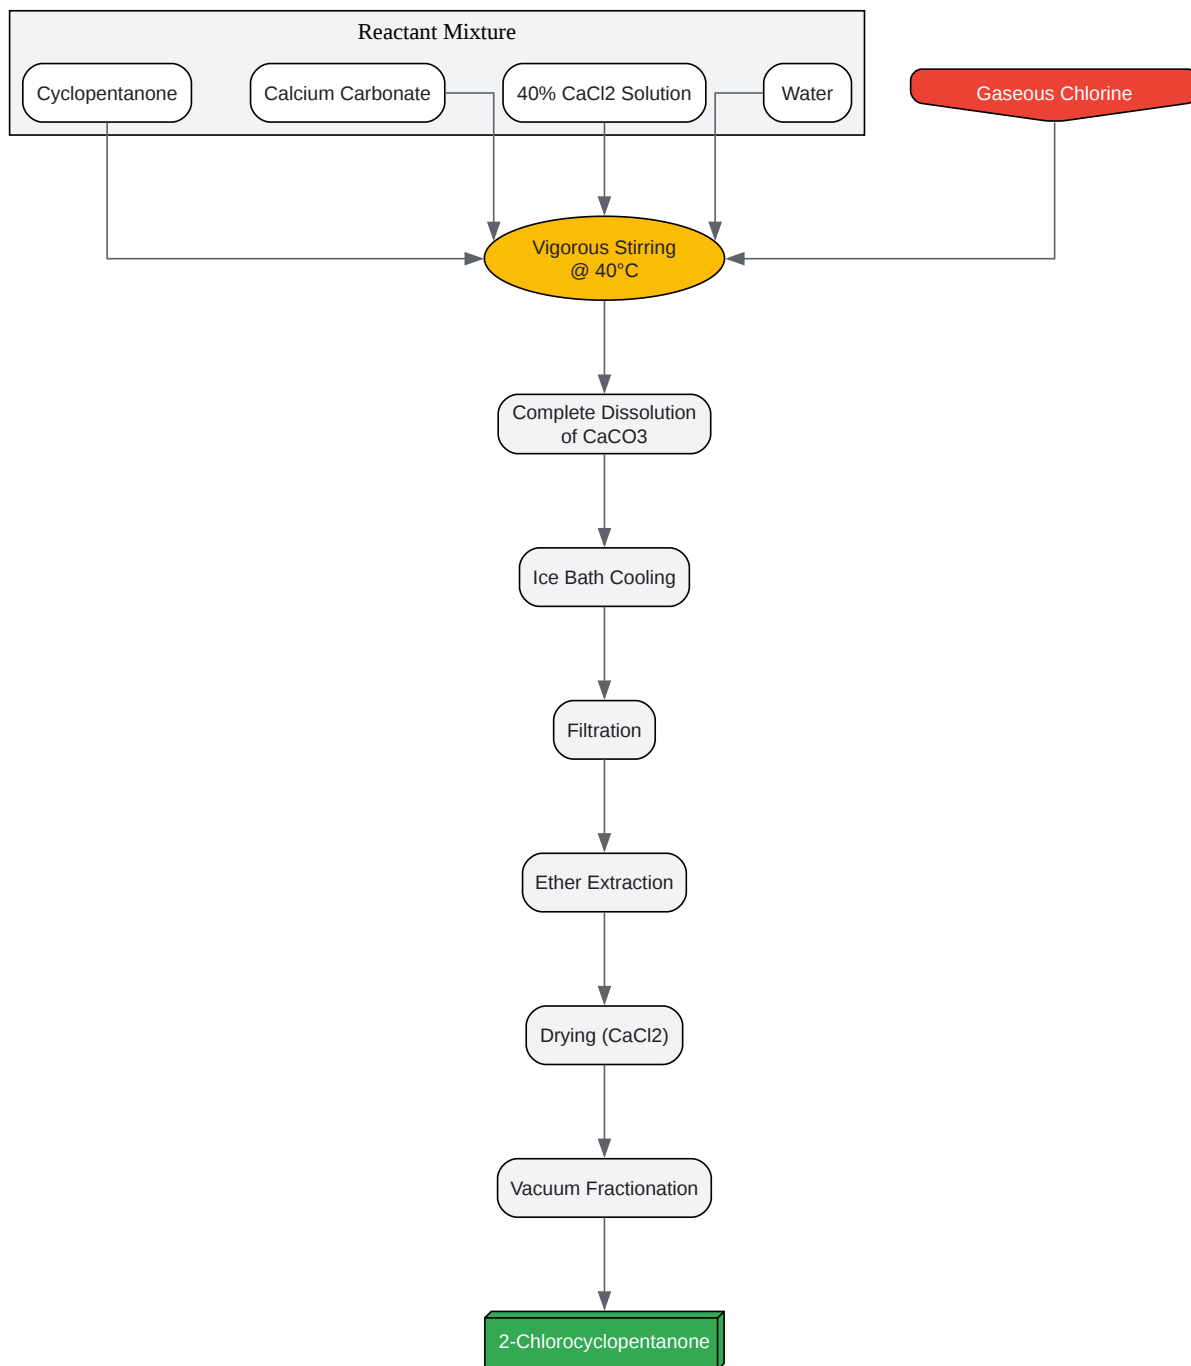 Reactant Mixture
Cyclopentanone
Calcium Carbonate
40% CaCl2 Solution
Water
Gaseous Chlorine
Vigorous Stirring
@ 40°C
Complete Dissolution
of CaCO3
Ice Bath Cooling
Filtration
Ether Extraction
Drying (CaCl2)
Vacuum Fractionation
2-Chlorocyclopentanone